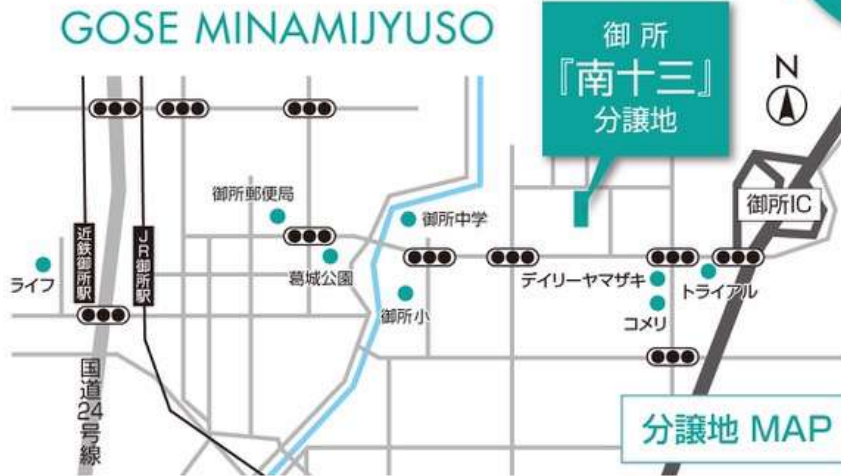 GOSE MINAMIJYUSO
御所
『南十三』
分譲地
N
御所郵便局
御所中学
御所IC
近鉄御所駅
JR御所駅
ライフ
葛城公園
デイリーヤマザキ
トライアル
御所小
コメリ
国道24号線
分譲地 MAP